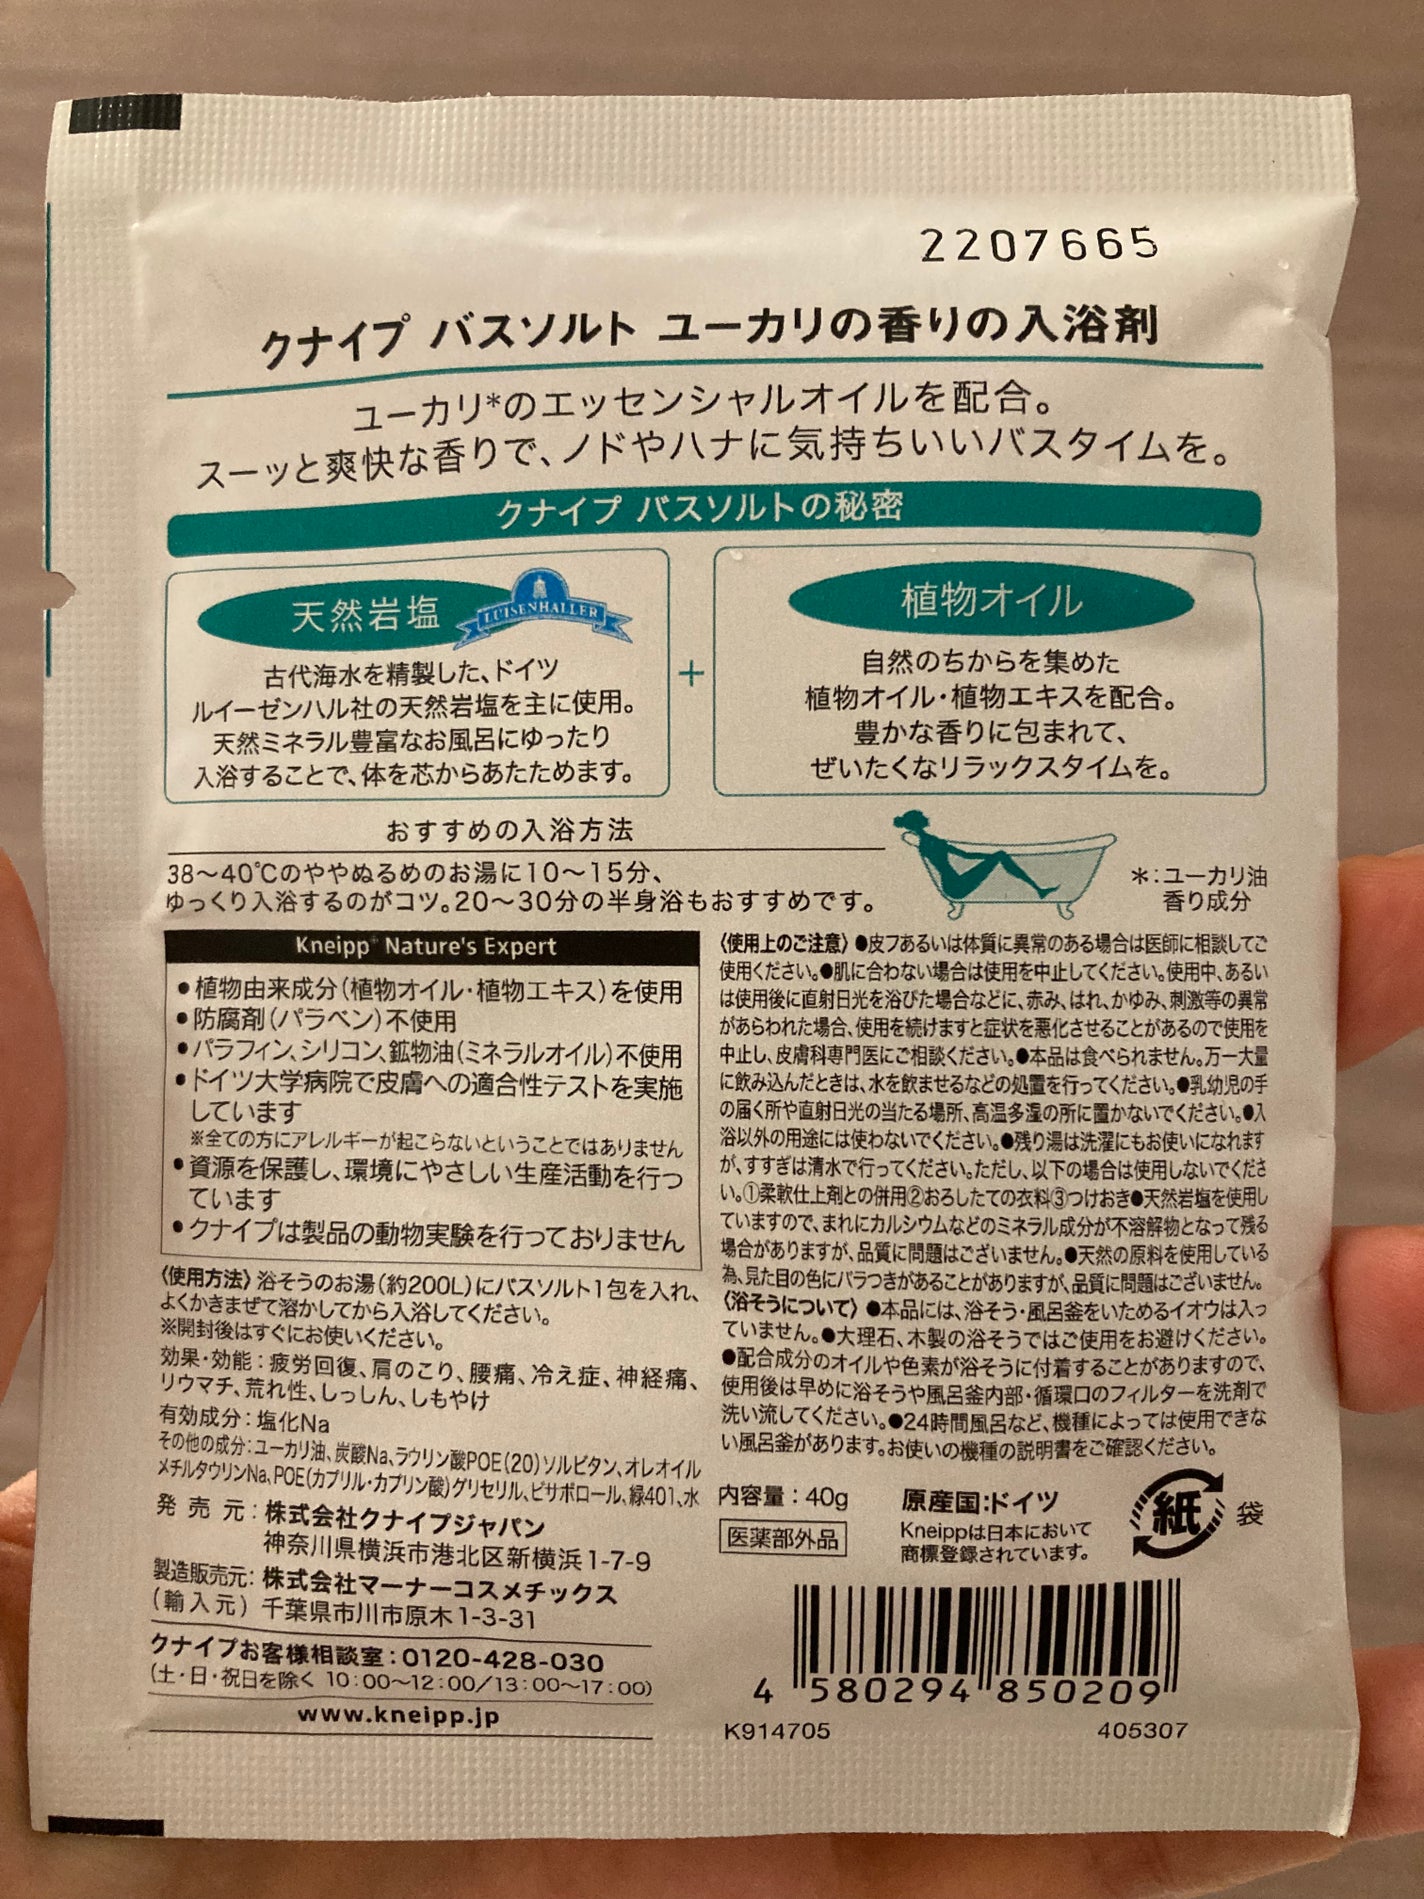 2207665
クナイプ バスソルト ユーカリの香りの入浴剤
ユーカリ*のエッセンシャルオイルを配合。
スーッと爽快な香りで、ノドやハナに気持ちいいバスタイムを。
クナイプ バスソルトの秘密
天然岩塩
LUISENHALLER
古代海水を精製した、ドイツ
ルイーゼンハル社の天然岩塩を主に使用。
天然ミネラル豊富なお風呂にゆったり
入浴することで、体を芯からあたためます。
+
植物オイル
自然のちからを集めた
植物オイル・植物エキスを配合。
豊かな香りに包まれて、
ぜいたくなリラックスタイムを。
おすすめの入浴方法
38〜40℃のややぬるめのお湯に10〜15分、
ゆっくり入浴するのがコツ。20〜30分の半身浴もおすすめです。
*:ユーカリ油
香り成分
Kneipp® Nature's Expert
●植物由来成分(植物オイル・植物エキス)を使用
●防腐剤(パラベン)不使用
●パラフィン、シリコン、鉱物油(ミネラルオイル)不使用
●ドイツ大学病院で皮膚への適合性テストを実施
しています
※全ての方にアレルギーが起こらないということではありません
●資源を保護し、環境にやさしい生産活動を行っ
ています
●クナイプは製品の動物実験を行っておりません
〈使用方法〉浴そうのお湯(約200L)にバスソルト1包を入れ、
よくかきまぜて溶かしてから入浴してください。
※開封後はすぐにお使いください。
効果・効能:疲労回復、肩のこり、腰痛、冷え症、神経痛、
リウマチ、荒れ性、しっしん、しもやけ
有効成分:塩化Na
その他の成分:ユーカリ油、炭酸Na、ラウリン酸POE(20)ソルビタン、オレオイル
メチルタウリンNa、POE(カプリル・カプリン酸)グリセリル、ビサボロール、緑401、水
発売元:株式会社クナイプジャパン
神奈川県横浜市港北区新横浜1-7-9
製造販売元:株式会社マーナーコスメチックス
(輸入元) 千葉県市川市原木1-3-31
クナイプお客様相談室:0120-428-030
(土・日・祝日を除く 10:00〜12:00/13:00〜17:00)
www.kneipp.jp
〈使用上のご注意〉●皮フあるいは体質に異常のある場合は医師に相談してご
使用ください。●肌に合わない場合は使用を中止してください。使用中、あるい
は使用後に直射日光を浴びた場合などに、赤み、はれ、かゆみ、刺激等の異常
があらわれた場合、使用を続けますと症状を悪化させることがあるので使用を
中止し、皮膚科専門医にご相談ください。●本品は食べられません。万一大量
に飲み込んだときは、水を飲ませるなどの処置を行ってください。●乳幼児の手
の届く所や直射日光の当たる場所、高温多湿の所に置かないでください。●入
浴以外の用途には使わないでください。●残り湯は洗濯にもお使いになれます
が、すすぎは清水で行ってください。ただし、以下の場合は使用しないでくださ
い。①柔軟仕上剤との併用②おろしたての衣料③つけおき●天然岩塩を使用し
ていますので、まれにカルシウムなどのミネラル成分が不溶解物となって残る
場合がありますが、品質に問題はございません。●天然の原料を使用している
為、見た目の色にバラつきがあることがありますが、品質に問題はございません。
〈浴そうについて〉●本品には、浴そう・風呂釜をいためるイオウは入っ
ていません。●大理石、木製の浴そうではご使用をお避けください。
●配合成分のオイルや色素が浴そうに付着することがありますので、
使用後は早めに浴そうや風呂釜内部・循環口のフィルターを洗剤で
洗い流してください。●24時間風呂など、機種によっては使用できな
い風呂釜があります。お使いの機種の説明書をご確認ください。
内容量:40g
医薬部外品
原産国:ドイツ
Kneippは日本において
商標登録されています。
紙
袋
4 580294 850209
K914705
405307